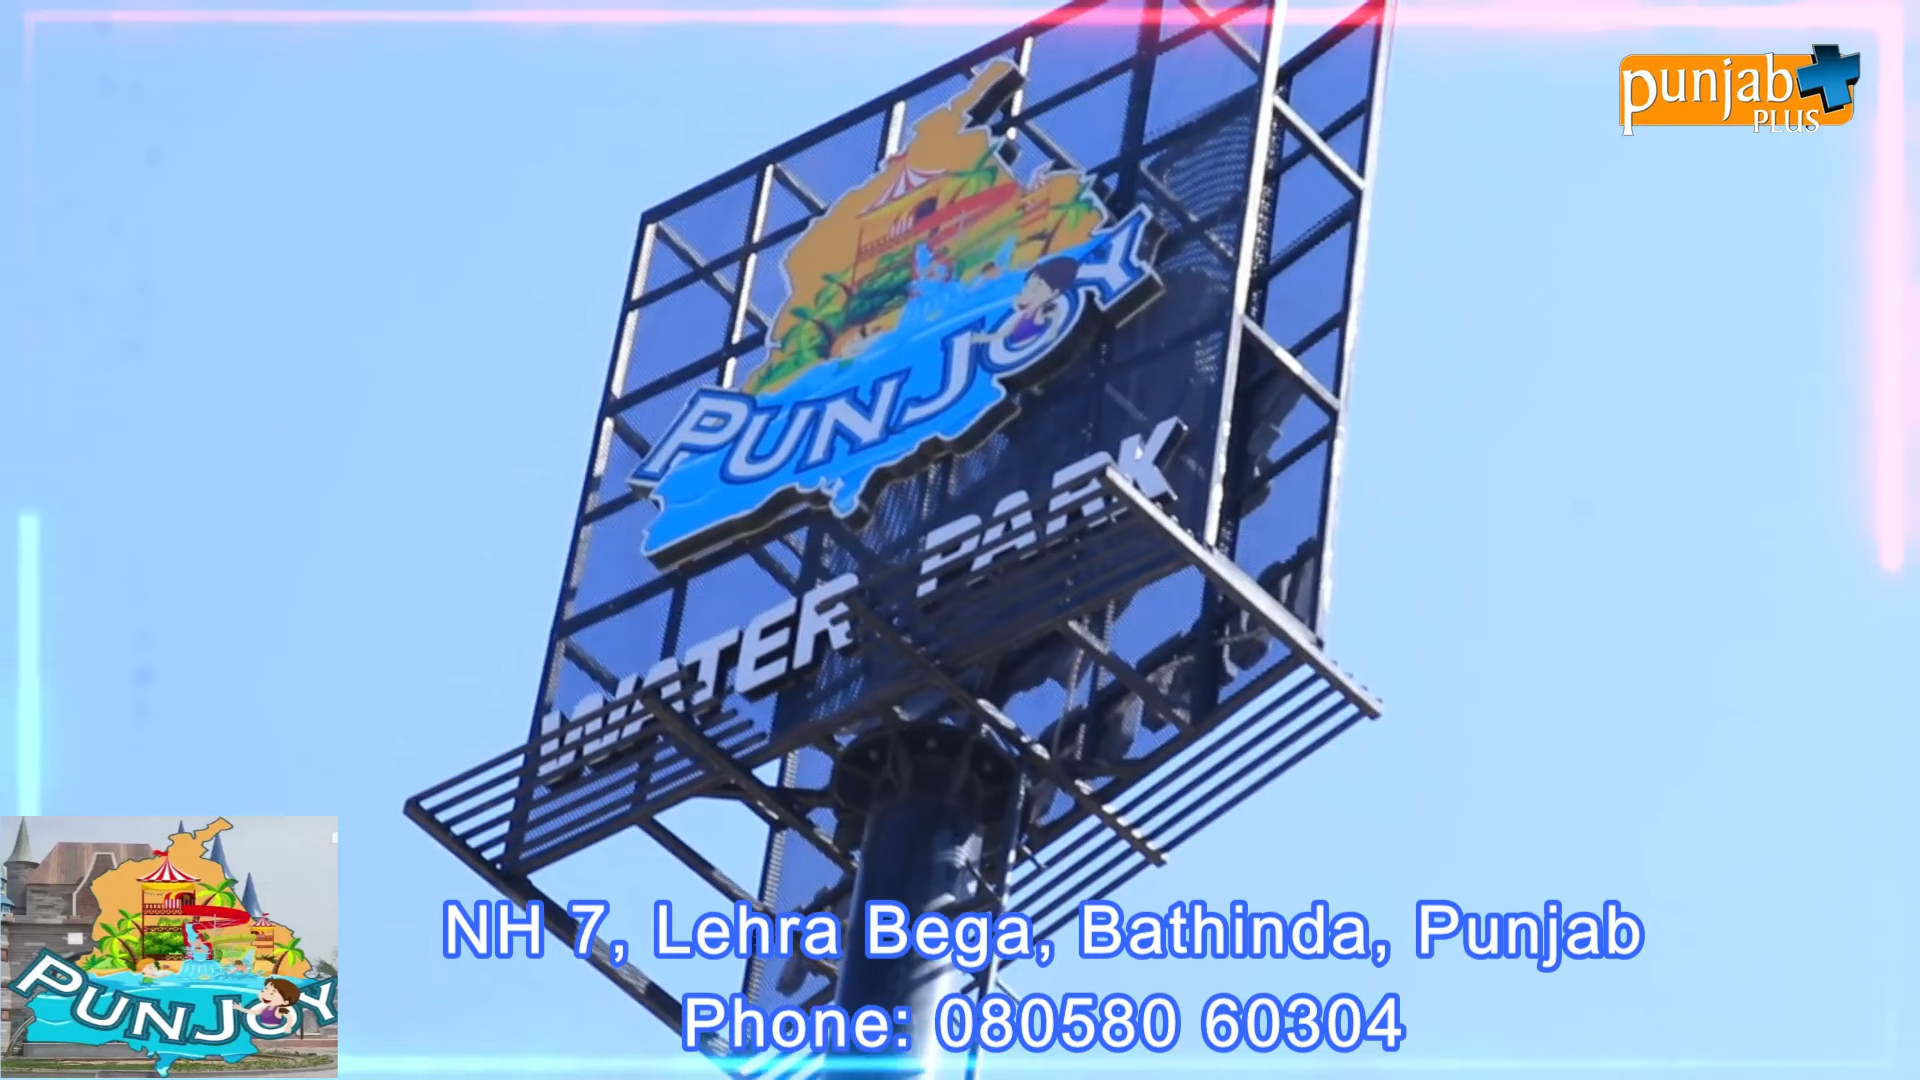 punjab
PLUS
PUNJOY
WATER PARK
PUNJOY
NH 7, Lehra Bega, Bathinda, Punjab
Phone: 080580 60304